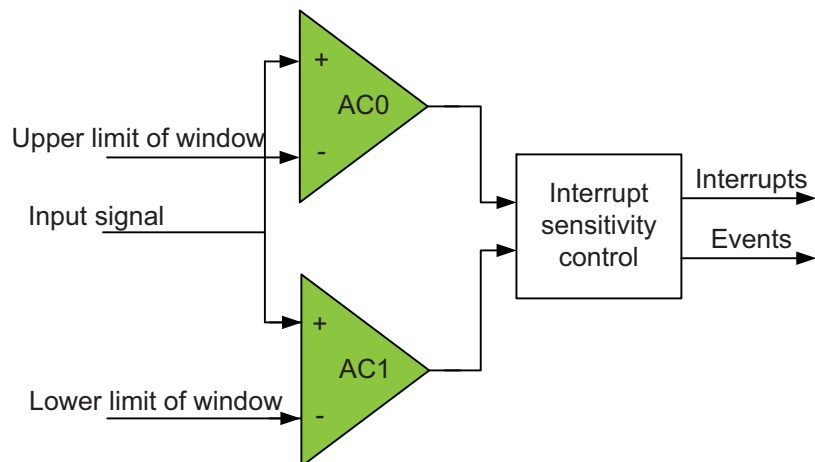 +
AC0
Upper limit of window
-
Interrupt
sensitivity
control
Interrupts
Input signal
Events
+
AC1
Lower limit of window
-